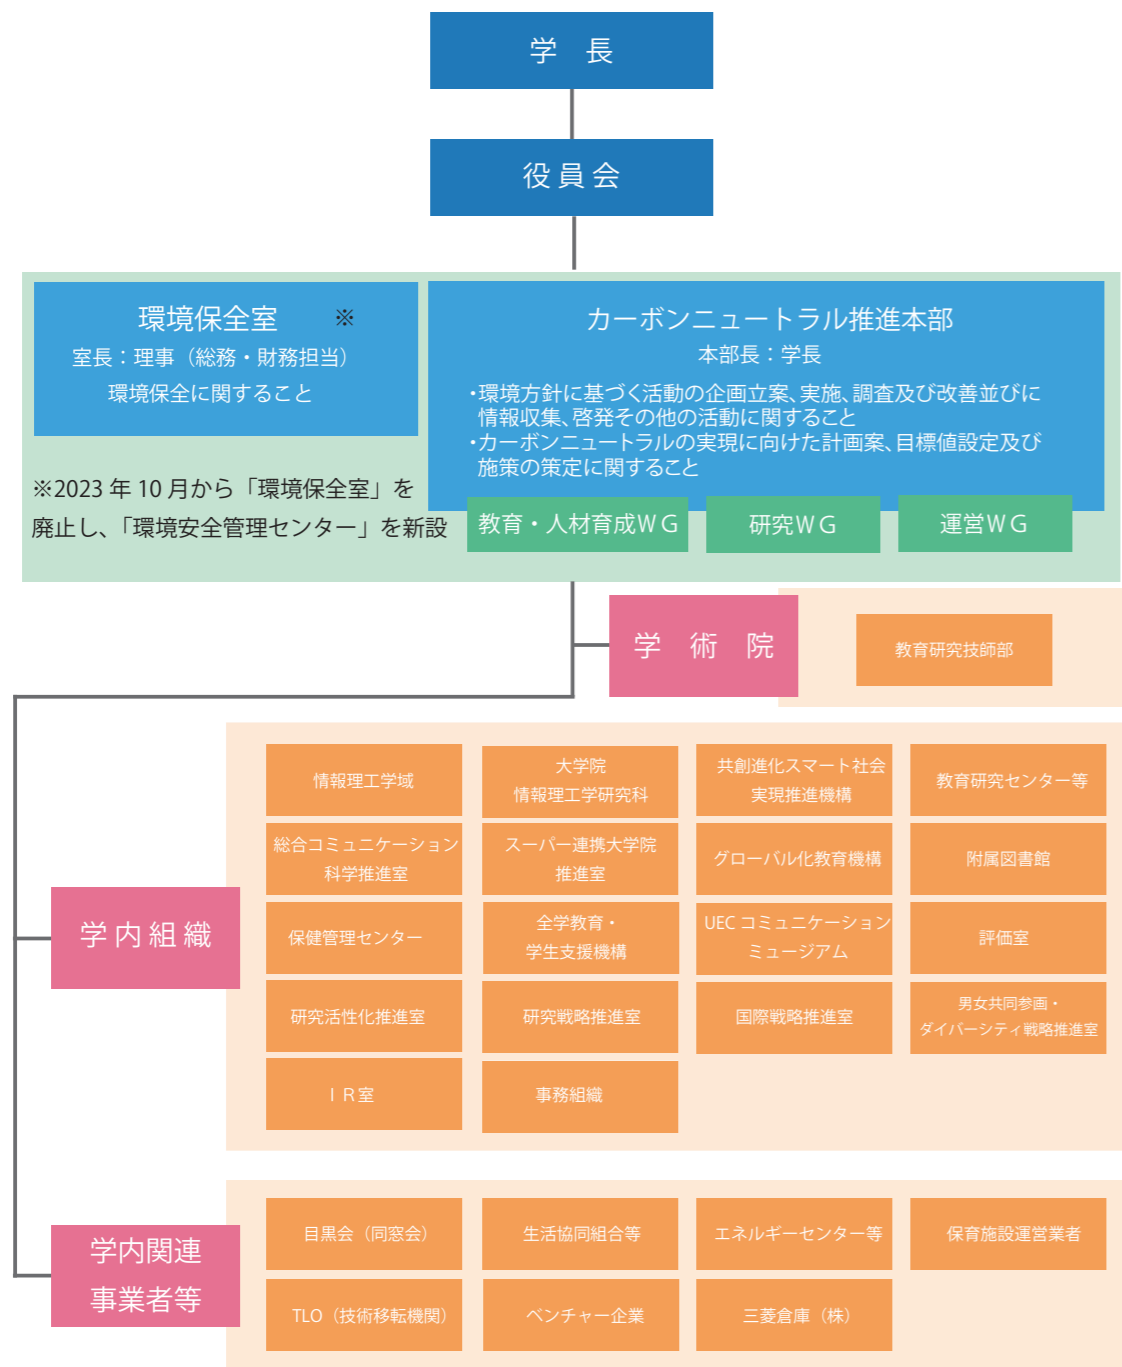 学　長
役員会
環境保全室　※
室長：理事（総務・財務担当）
環境保全に関すること
カーボンニュートラル推進本部
本部長：学長
・環境方針に基づく活動の企画立案、実施、調査及び改善並びに
情報収集、啓発その他の活動に関すること
・カーボンニュートラルの実現に向けた計画案、目標値設定及び
施策の策定に関すること
※2023 年 10 月から「環境保全室」を
廃止し、「環境安全管理センター」を新設
教育・人材育成ＷＧ
研究ＷＧ
運営ＷＧ
学　術　院
教育研究技師部
学内組織
情報理工学域
大学院
情報理工学研究科
共創進化スマート社会
実現推進機構
教育研究センター等
総合コミュニケーション
科学推進室
スーパー連携大学院
推進室
グローバル化教育機構
附属図書館
保健管理センター
全学教育・
学生支援機構
UEC コミュニケーション
ミュージアム
評価室
研究活性化推進室
研究戦略推進室
国際戦略推進室
男女共同参画・
ダイバーシティ戦略推進室
ＩＲ室
事務組織
学内関連
事業者等
目黒会（同窓会）
生活協同組合等
エネルギーセンター等
保育施設運営業者
TLO（技術移転機関）
ベンチャー企業
三菱倉庫（株）